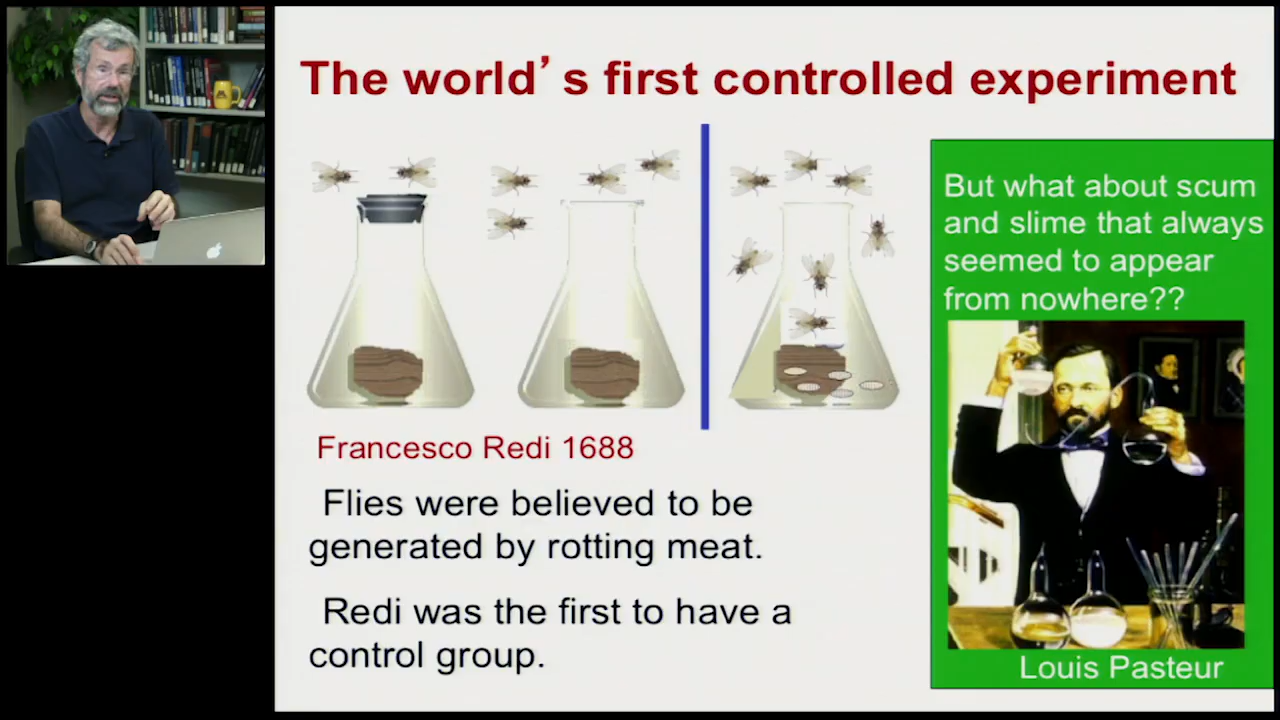 The world's first controlled experiment
But what about scum
and slime that always
seemed to appear
from nowhere??
Francesco Redi 1688
Flies were believed to be
generated by rotting meat.
Redi was the first to have a
control group.
Louis Pasteur